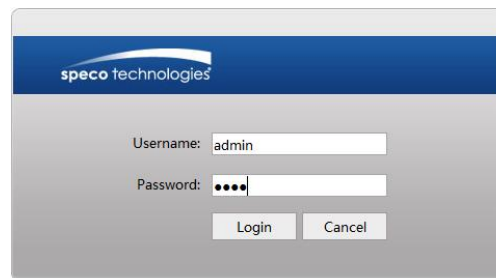 speco technologies
Username: admin
Password: ••••
Login Cancel